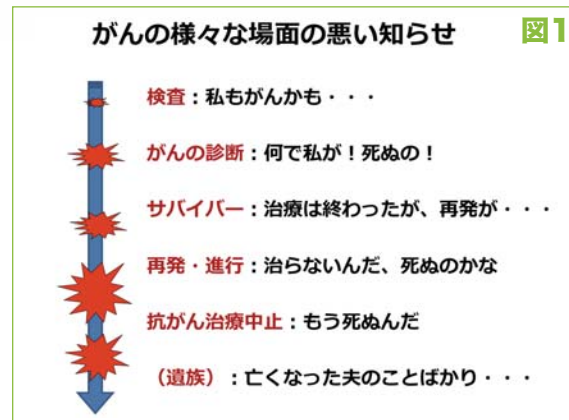 がんの様々な場面の悪い知らせ
図1
検査：私もがんかも・・・
がんの診断：何で私が！死ぬの！
サバイバー：治療は終わったが、再発が・・・
再発・進行：治らないんだ、死ぬのかな
抗がん治療中止：もう死ぬんだ
（遺族）：亡くなった夫のことばかり・・・